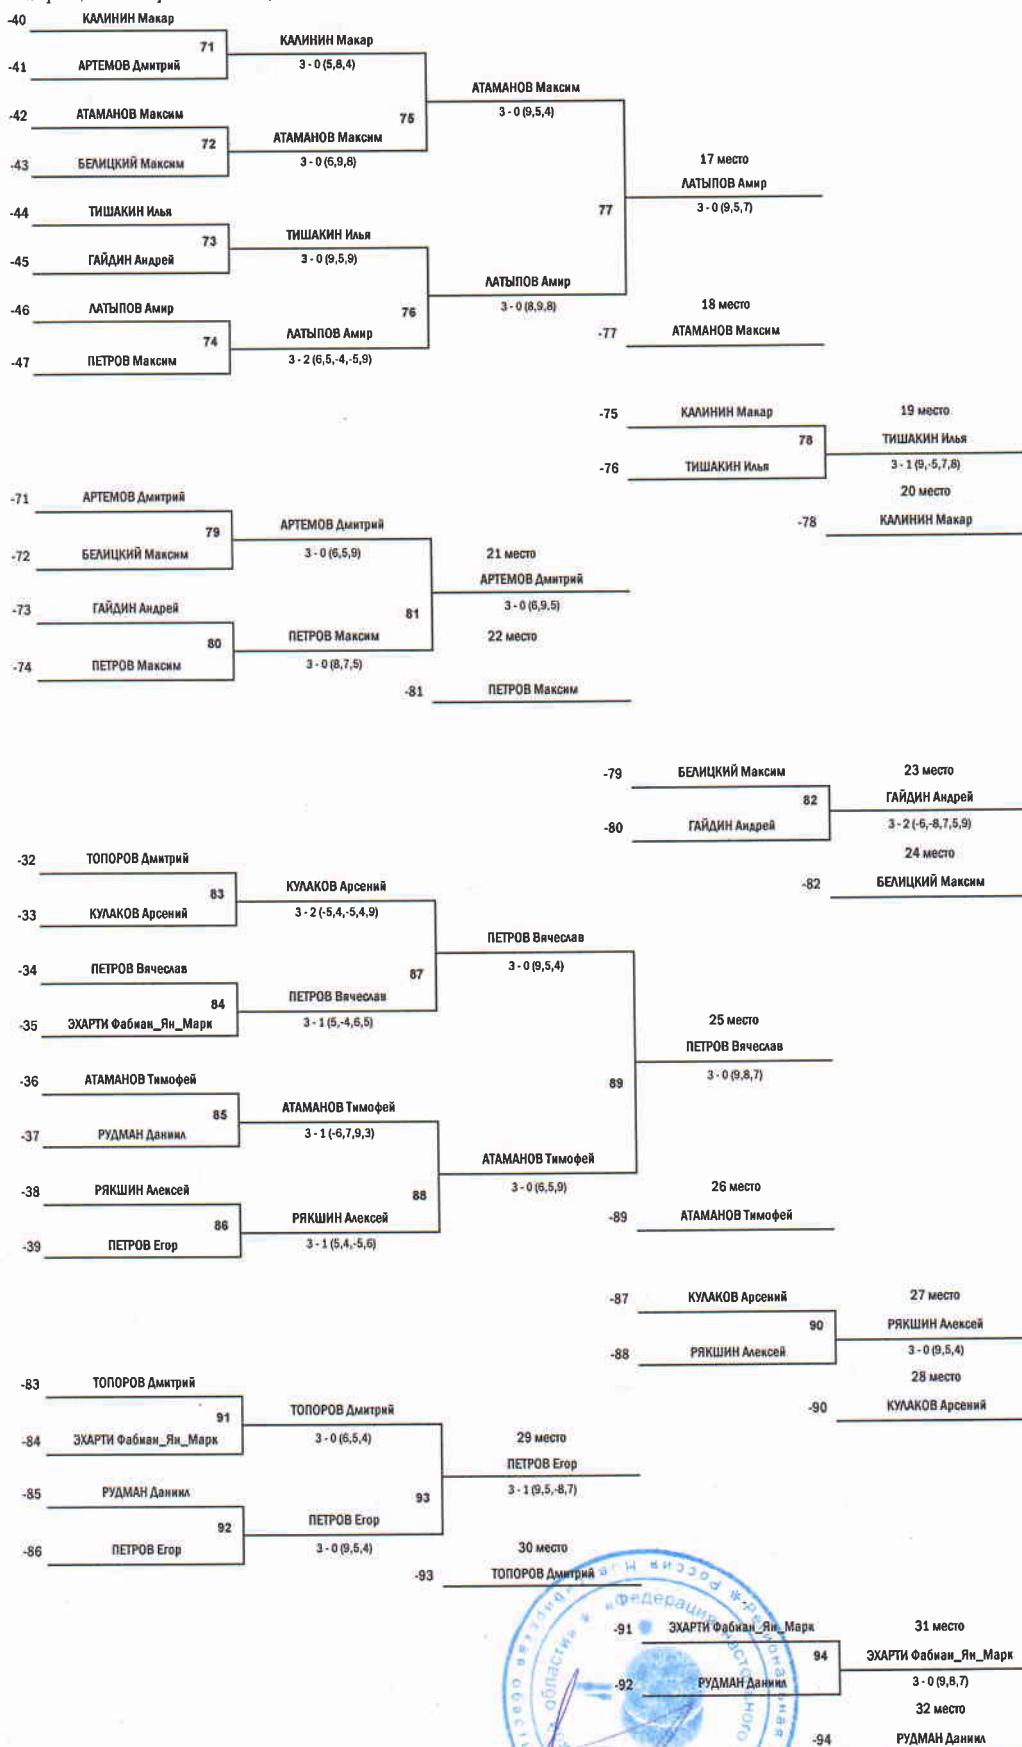 -40 КАЛИНИН Макар
71 КАЛИНИН Макар
-41 АРТЕМОВ Дмитрий
3 - 0 (5,8,4)
АТАМАНОВ Максим
-42 АТАМАНОВ Максим
75
3 - 0 (9,5,4)
72 АТАМАНОВ Максим
-43 БЕЛИЦКИЙ Максим
3 - 0 (6,9,8)
17 место
ЛАТЫПОВ Амир
-44 ТИШАКИН Илья
77
3 - 0 (9,5,7)
73 ТИШАКИН Илья
-45 ГАЙДИН Андрей
3 - 0 (9,5,9)
ЛАТЫПОВ Амир
-46 ЛАТЫПОВ Амир
76
3 - 0 (8,9,8)
18 место
74 ЛАТЫПОВ Амир
-77 АТАМАНОВ Максим
-47 ПЕТРОВ Максим
3 - 2 (6,5,-4,-5,9)
-75 КАЛИНИН Макар
19 место
78 ТИШАКИН Илья
-76 ТИШАКИН Илья
3 - 1 (9,-5,7,8)
20 место
-78 КАЛИНИН Макар
-71 АРТЕМОВ Дмитрий
79 АРТЕМОВ Дмитрий
-72 БЕЛИЦКИЙ Максим
3 - 0 (6,5,9)
21 место
АРТЕМОВ Дмитрий
-73 ГАЙДИН Андрей
81
3 - 0 (6,9,5)
80 ПЕТРОВ Максим
22 место
-74 ПЕТРОВ Максим
3 - 0 (8,7,5)
-81 ПЕТРОВ Максим
-79 БЕЛИЦКИЙ Максим
23 место
82 ГАЙДИН Андрей
-80 ГАЙДИН Андрей
3 - 2 (-6,-8,7,5,9)
24 место
-82 БЕЛИЦКИЙ Максим
-32 ТОПОРОВ Дмитрий
83 КУЛАКОВ Арсений
-33 КУЛАКОВ Арсений
3 - 2 (-5,4,-5,4,9)
ПЕТРОВ Вячеслав
-34 ПЕТРОВ Вячеслав
87
3 - 0 (9,5,4)
84 ПЕТРОВ Вячеслав
-35 ЭХАРТИ Фабиан_Ян_Марк
3 - 1 (5,-4,6,5)
25 место
ПЕТРОВ Вячеслав
-36 АТАМАНОВ Тимофей
89
3 - 0 (9,8,7)
85 АТАМАНОВ Тимофей
-37 РУДМАН Даниил
3 - 1 (-6,7,9,3)
АТАМАНОВ Тимофей
-38 РЯКШИН Алексей
88
3 - 0 (6,5,9)
26 место
86 РЯКШИН Алексей
-89 АТАМАНОВ Тимофей
-39 ПЕТРОВ Егор
3 - 1 (5,4,-5,6)
-87 КУЛАКОВ Арсений
27 место
90 РЯКШИН Алексей
-88 РЯКШИН Алексей
3 - 0 (9,5,4)
28 место
-90 КУЛАКОВ Арсений
-83 ТОПОРОВ Дмитрий
91 ТОПОРОВ Дмитрий
-84 ЭХАРТИ Фабиан_Ян_Марк
3 - 0 (6,5,4)
29 место
ПЕТРОВ Егор
-85 РУДМАН Даниил
93
3 - 1 (9,5,-8,7)
92 ПЕТРОВ Егор
-86 ПЕТРОВ Егор
3 - 0 (9,5,4)
30 место
-93 ТОПОРОВ Дмитрий
Россия
Региональная
«Федерация настольного
области»
-91 ЭХАРТИ Фабиан_Ян_Марк
31 место
94 ЭХАРТИ Фабиан_Ян_Марк
-92 РУДМАН Даниил
3 - 0 (9,8,7)
32 место
-94 РУДМАН Даниил